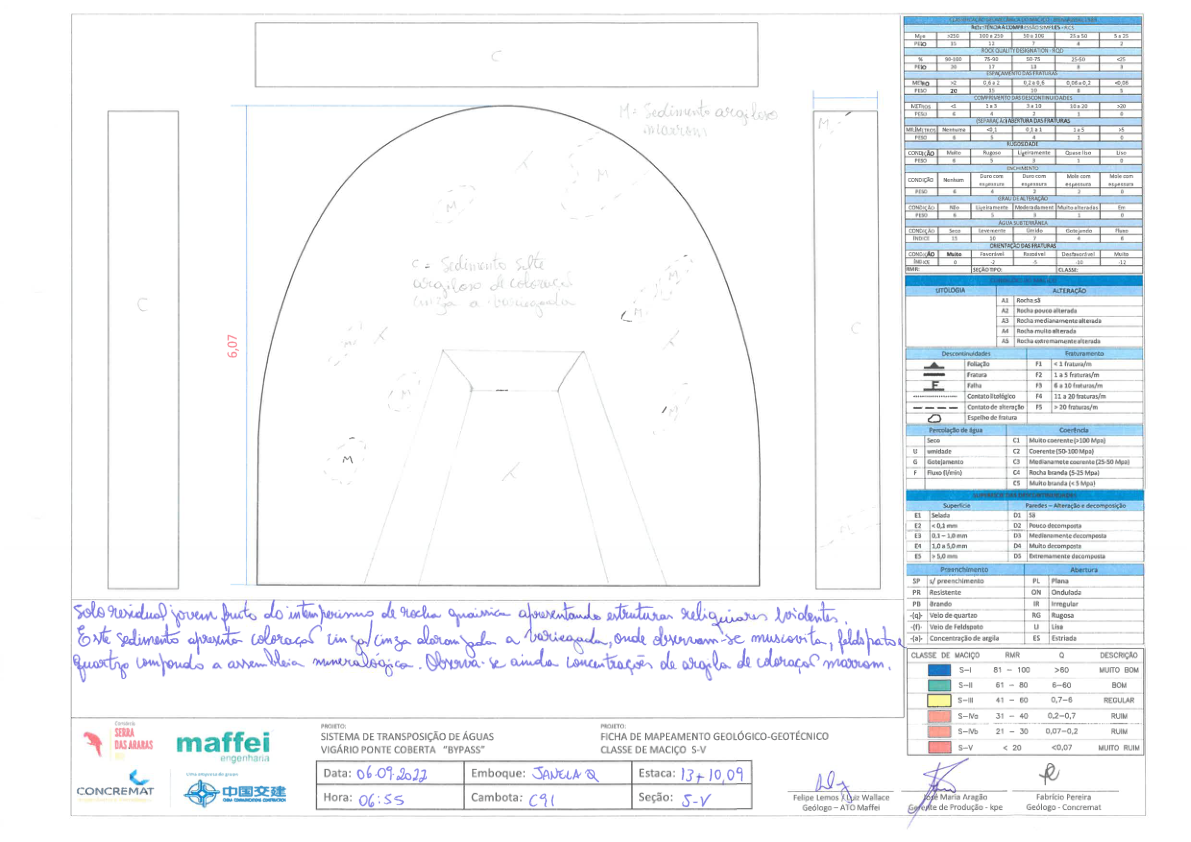 C
M = Sedimento argiloso
marrom
M
M
C = Sedimento silte
argiloso de coloração
cinza a variegada
M
M
C
C
6,07
M
M
M
Solo residual jovem fruto do intemperismo de rocha gnáissica apresentando estruturas reliquiares evidentes.
Este sedimento apresenta coloração cinza/cinza alaranjada a variegada, onde observam-se muscovita, feldspato e
quartzo compondo a assembleia mineralógica. Observa-se ainda concentrações de argila de coloração marrom.
RESISTÊNCIA À COMPRESSÃO SIMPLES - RCS
Mpa >250 100 a 250 50 a 100 25 a 50 5 a 25
PESO 15 12 7 4 2
ROCK QUALITY DESIGNATION - RQD
% 90-100 75-90 50-75 25-50 <25
PESO 20 17 13 8 3
ESPAÇAMENTO DAS FRATURAS
METRO >2 0,6 a 2 0,2 a 0,6 0,06 a 0,2 <0,06
PESO 20 15 10 8 5
COMPRIMENTO DAS DESCONTINUIDADES
METROS <1 1 a 3 3 a 10 10 a 20 >20
PESO 6 4 2 1 0
SEPARAÇÃO/ABERTURA DAS FRATURAS
MILÍMETROS Nenhuma <0,1 0,1 a 1 1 a 5 >5
PESO 6 5 4 1 0
RUGOSIDADE
CONDIÇÃO Muito Rugoso Ligeiramente Quase liso Liso
PESO 6 5 3 1 0
ENCHIMENTO
CONDIÇÃO Nenhum Duro com espessura Duro com espessura Mole com espessura Mole com espessura
PESO 6 4 2 2 0
GRAU DE ALTERAÇÃO
CONDIÇÃO Não Ligeiramente Moderadament Muito alteradas Em
PESO 6 5 3 1 0
ÁGUA SUBTERRÂNEA
CONDIÇÃO Seco Levemente Úmido Gotejando Fluxo
ÍNDICE 15 10 7 4 0
ORIENTAÇÃO DAS FRATURAS
CONDIÇÃO Muito Favorável Razoável Desfavorável Muito
ÍNDICE 0 -2 -5 -10 -12
RMR: SEÇÃO TIPO: CLASSE:
LITOLOGIA ALTERAÇÃO
A1 Rocha sã
A2 Rocha pouco alterada
A3 Rocha medianamente alterada
A4 Rocha muito alterada
A5 Rocha extremamente alterada
Descontinuidades Fraturamento
Foliação F1 < 1 fratura/m
Fratura F2 1 a 5 fraturas/m
F Falha F3 6 a 10 fraturas/m
Contato litológico F4 11 a 20 fraturas/m
Contato de alteração F5 > 20 fraturas/m
Espelho de fratura
Percolação de água Coerência
Seco C1 Muito coerente (>100 Mpa)
U umidade C2 Coerente (50-100 Mpa)
G Gotejamento C3 Medianamete coerente (25-50 Mpa)
F Fluxo (l/min) C4 Rocha branda (5-25 Mpa)
C5 Muito branda (< 5 Mpa)
Superfície Paredes – Alteração e decomposição
E1 Selada D1 Sã
E2 < 0,1 mm D2 Pouco decomposta
E3 0,1 – 1,0 mm D3 Medianamente decomposta
E4 1,0 a 5,0 mm D4 Muito decomposta
E5 > 5,0 mm D5 Extremamente decomposta
Preenchimento Abertura
SP s/ preenchimento PL Plana
PR Resistente ON Ondulada
PB Brando IR Irregular
-(q)- Veio de quartzo RG Rugosa
-(f)- Veio de Feldspato LI Lisa
-(a)- Concentração de argila ES Estriada
CLASSE DE MACIÇO RMR Q DESCRIÇÃO
S-I 81 - 100 >60 MUITO BOM
S-II 61 - 80 6-60 BOM
S-III 41 - 60 0,7-6 REGULAR
S-IVa 31 - 40 0,2-0,7 RUIM
S-IVb 21 - 30 0,07-0,2 RUIM
S-V < 20 <0,07 MUITO RUIM
SERRA
DAS ARARAS
maffei
engenharia
CONCREMAT
中国交建
PROJETO:
SISTEMA DE TRANSPOSIÇÃO DE ÁGUAS
VIGÁRIO PONTE COBERTA "BYPASS"
PROJETO:
FICHA DE MAPEAMENTO GEOLÓGICO-GEOTÉCNICO
CLASSE DE MACIÇO S-V
Data: 06.09.2022 Emboque: JANELA Q Estaca: 13+10,09
Hora: 06:55 Cambota: C91 Seção: S-V
Felipe Lemos / Luiz Wallace
Geólogo – ATO Maffei
José Maria Aragão
Gerente de Produção - kpe
Fabrício Pereira
Geólogo - Concremat